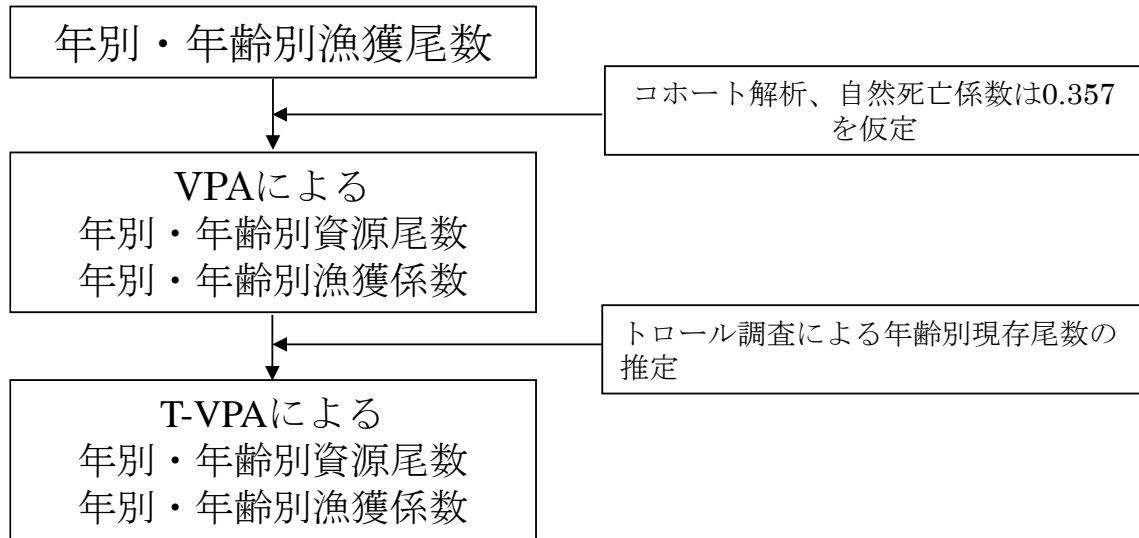 年別・年齢別漁獲尾数
コホート解析、自然死亡係数は0.357
を仮定
VPAによる
年別・年齢別資源尾数
年別・年齢別漁獲係数
トロール調査による年齢別現存尾数の
推定
T-VPAによる
年別・年齢別資源尾数
年別・年齢別漁獲係数